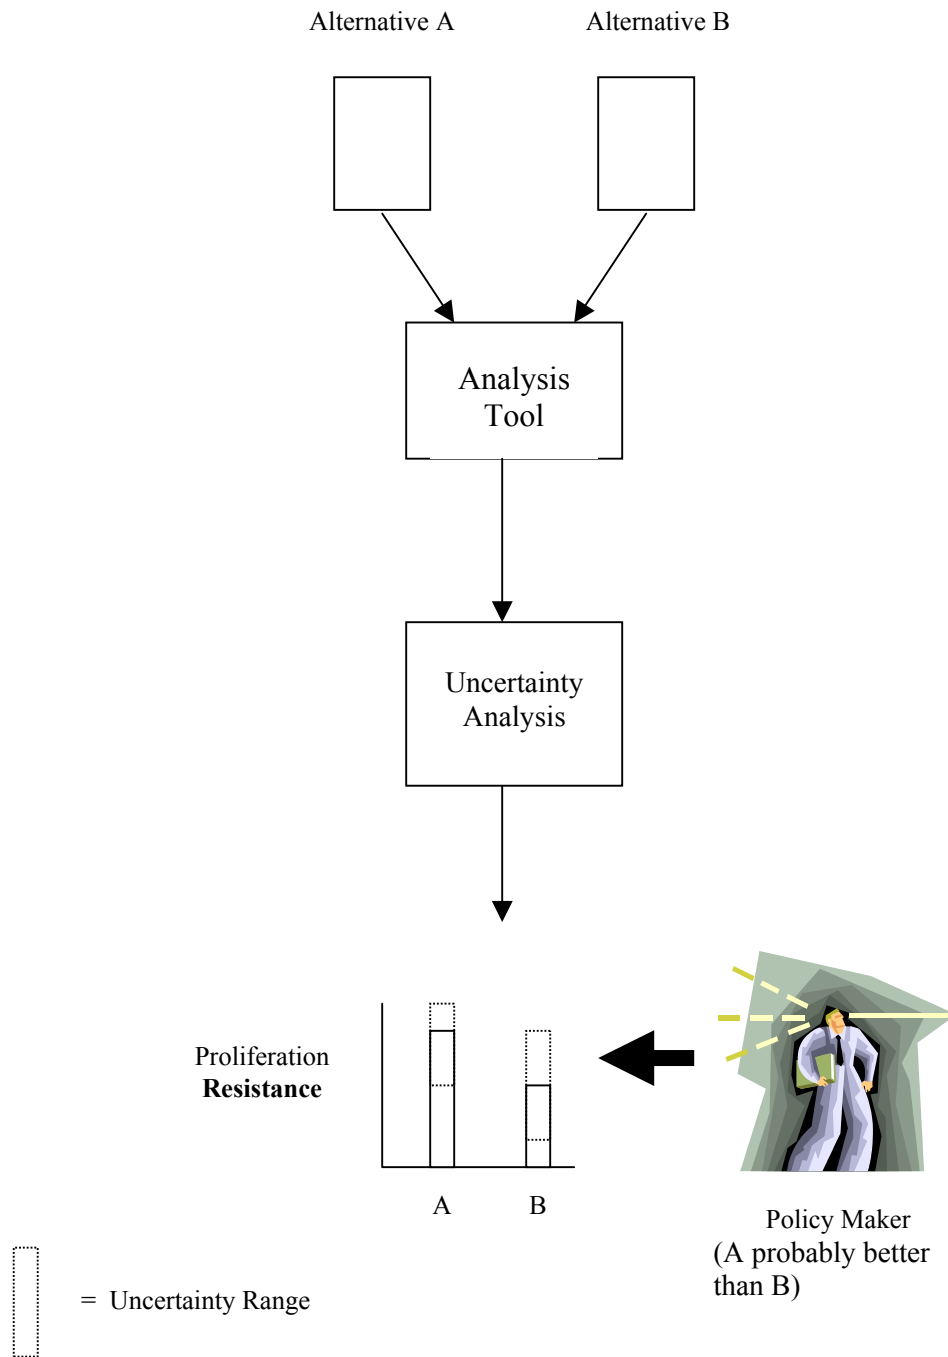 Alternative A
Alternative B
Analysis
Tool
Uncertainty
Analysis
Proliferation
Resistance
A
B
Policy Maker
(A probably better
than B)
= Uncertainty Range